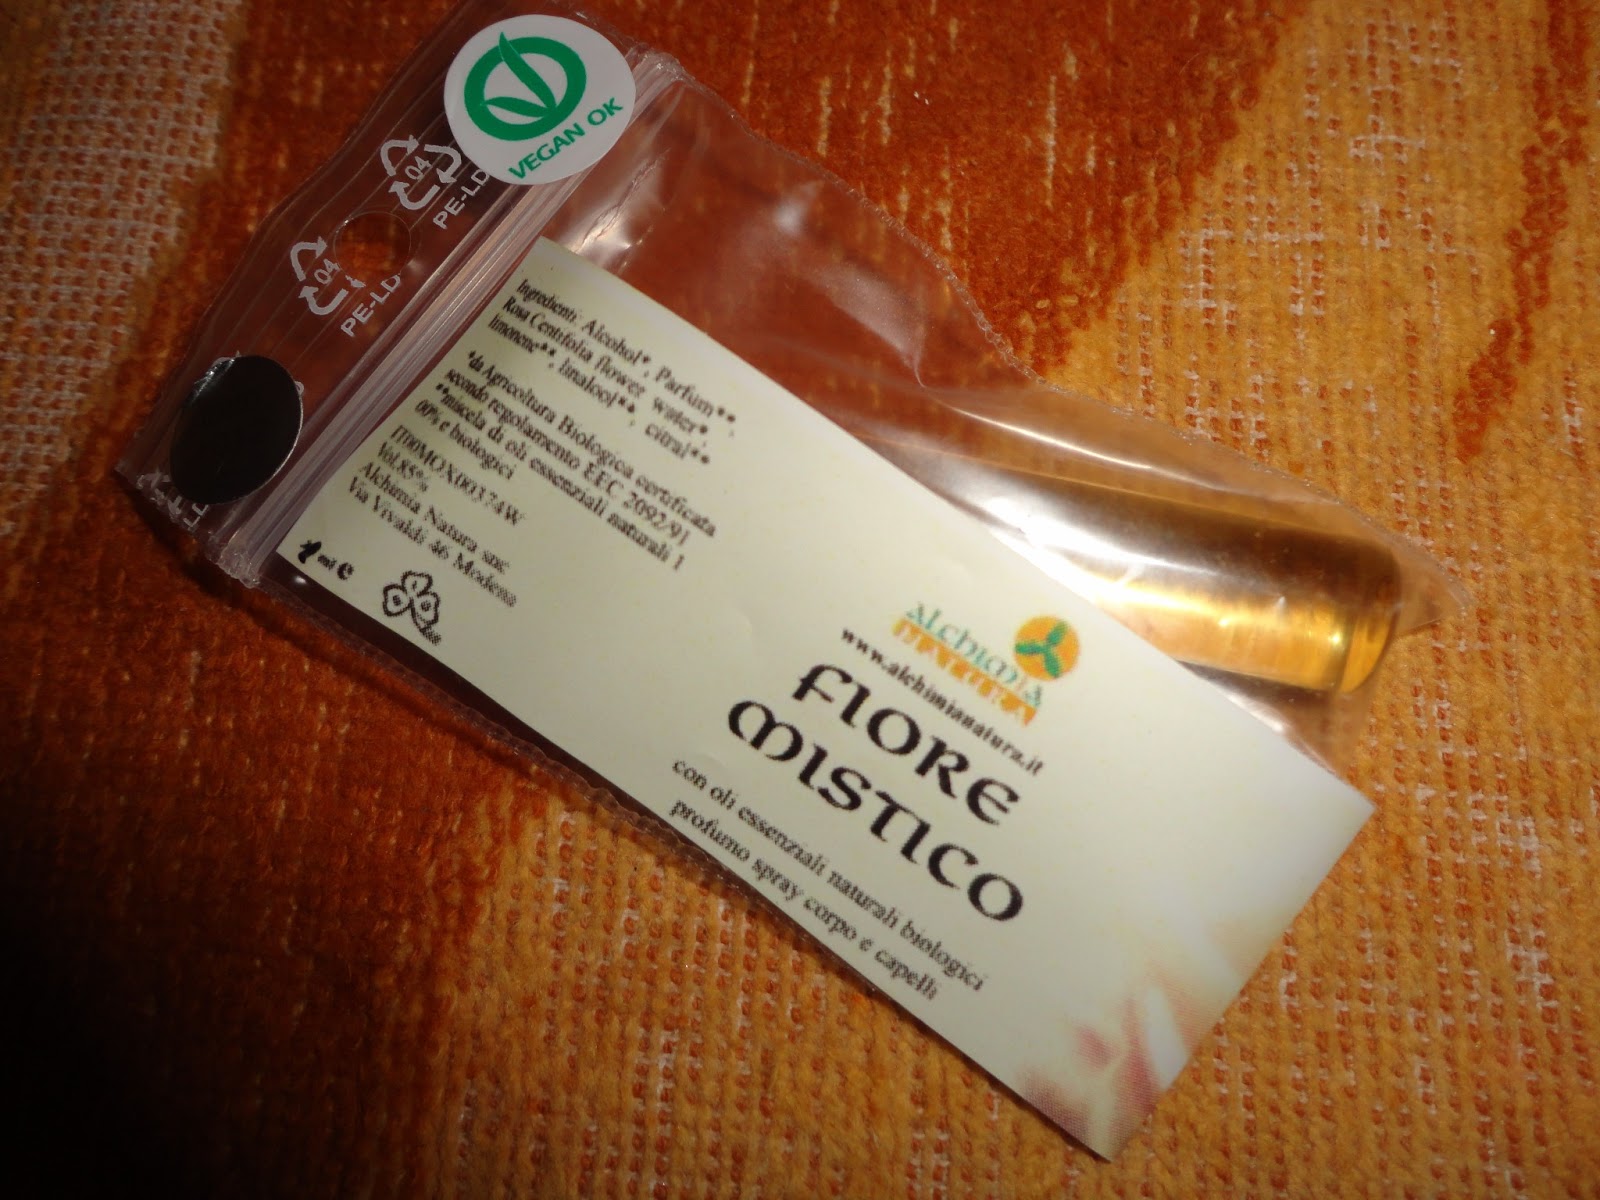 VEGAN OK
04
PE-LD
04
PE-LD
Ingredienti: Alcohol*, Parfum**,
Rosa Centifolia flower water*,
limonene**, linalool**, citral**
*da Agricoltura Biologica certificata
secondo regolamento EEC 2092/91
**miscela di oli essenziali naturali 1
00% e biologici
IT00MOX00374W
Vol.85%
Alchimia Natura snc
Via Vivaldi 46 Modena
1 ml e
alchimia
NATURA
www.alchimianatura.it
FIORE
MISTICO
con oli essenziali naturali biologici
profumo spray corpo e capelli